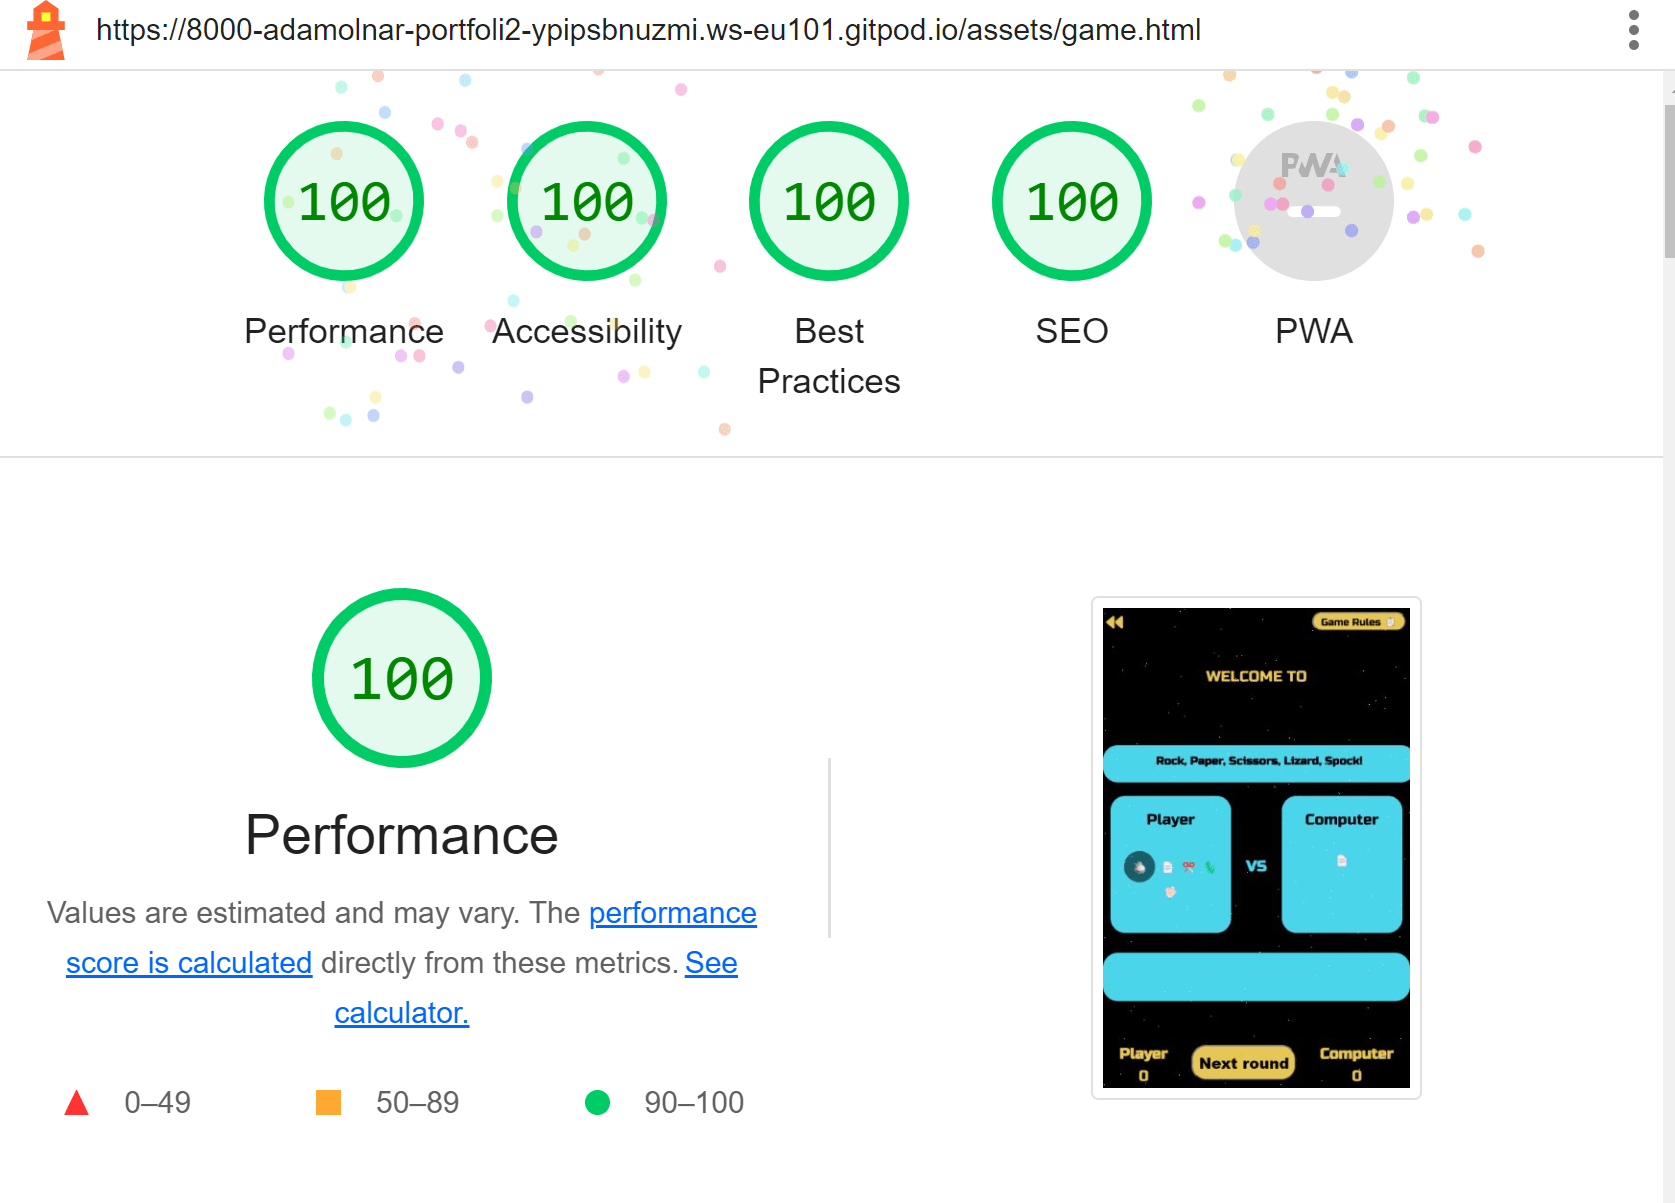 https://8000-adamolnar-portfoli2-ypipsbnuzmi.ws-eu101.gitpod.io/assets/game.html
100
100
100
100
PWA
Performance
Accessibility
Best
Practices
SEO
PWA
100
Performance
Values are estimated and may vary. The performance
score is calculated directly from these metrics. See
calculator.
0–49
50–89
90–100
Game Rules
WELCOME TO
Rock, Paper, Scissors, Lizard, Spock!
Player
VS
Computer
Player
0
Next round
Computer
0